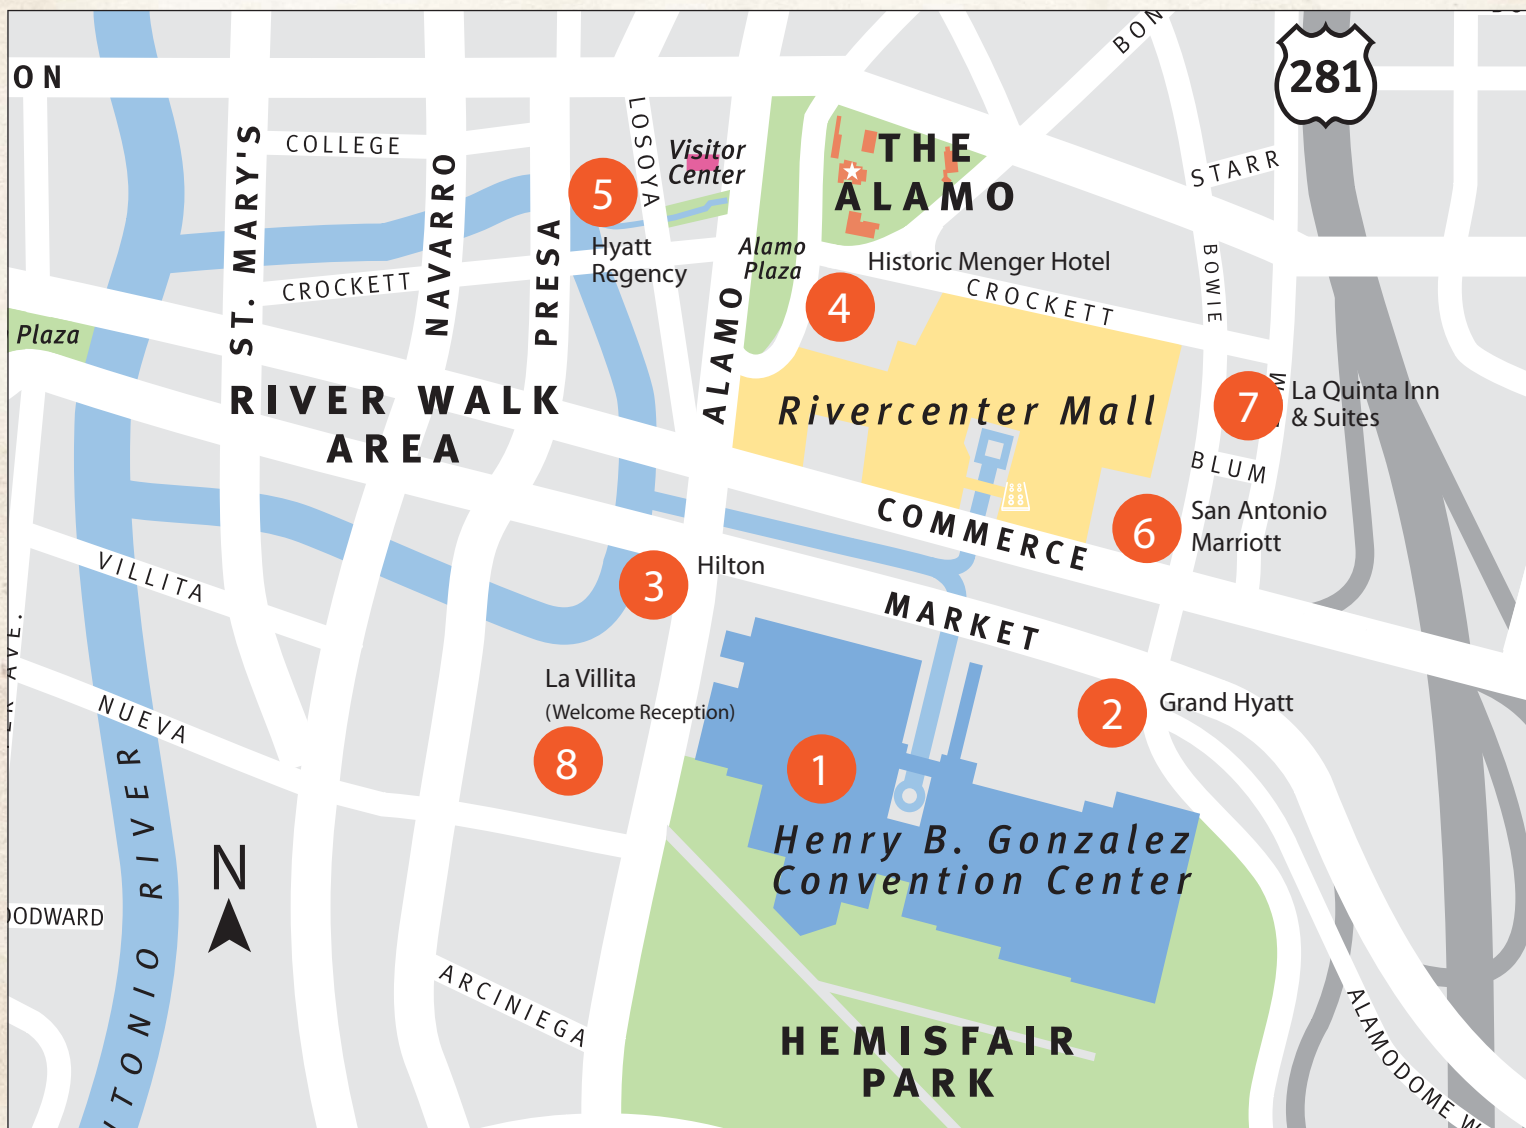 ON
281
BON
COLLEGE
LOSOYA
Visitor
Center
THE
ALAMO
STARR
ST. MARY'S
NAVARRO
PRESA
5
Hyatt
Regency
Alamo
Plaza
Historic Menger Hotel
4
CROCKETT
CROCKETT
BOWIE
Plaza
ALAMO
RIVER WALK
AREA
Rivercenter Mall
7
La Quinta Inn
& Suites
BLUM
COMMERCE
6
San Antonio
Marriott
VILLITA
3
Hilton
MARKET
AVE.
La Villita
(Welcome Reception)
8
2
Grand Hyatt
NUEVA
1
Henry B. Gonzalez
Convention Center
N
ODWARD
TONIO RIVER
ARCINIEGA
HEMISFAIR
PARK
ALAMODOME W